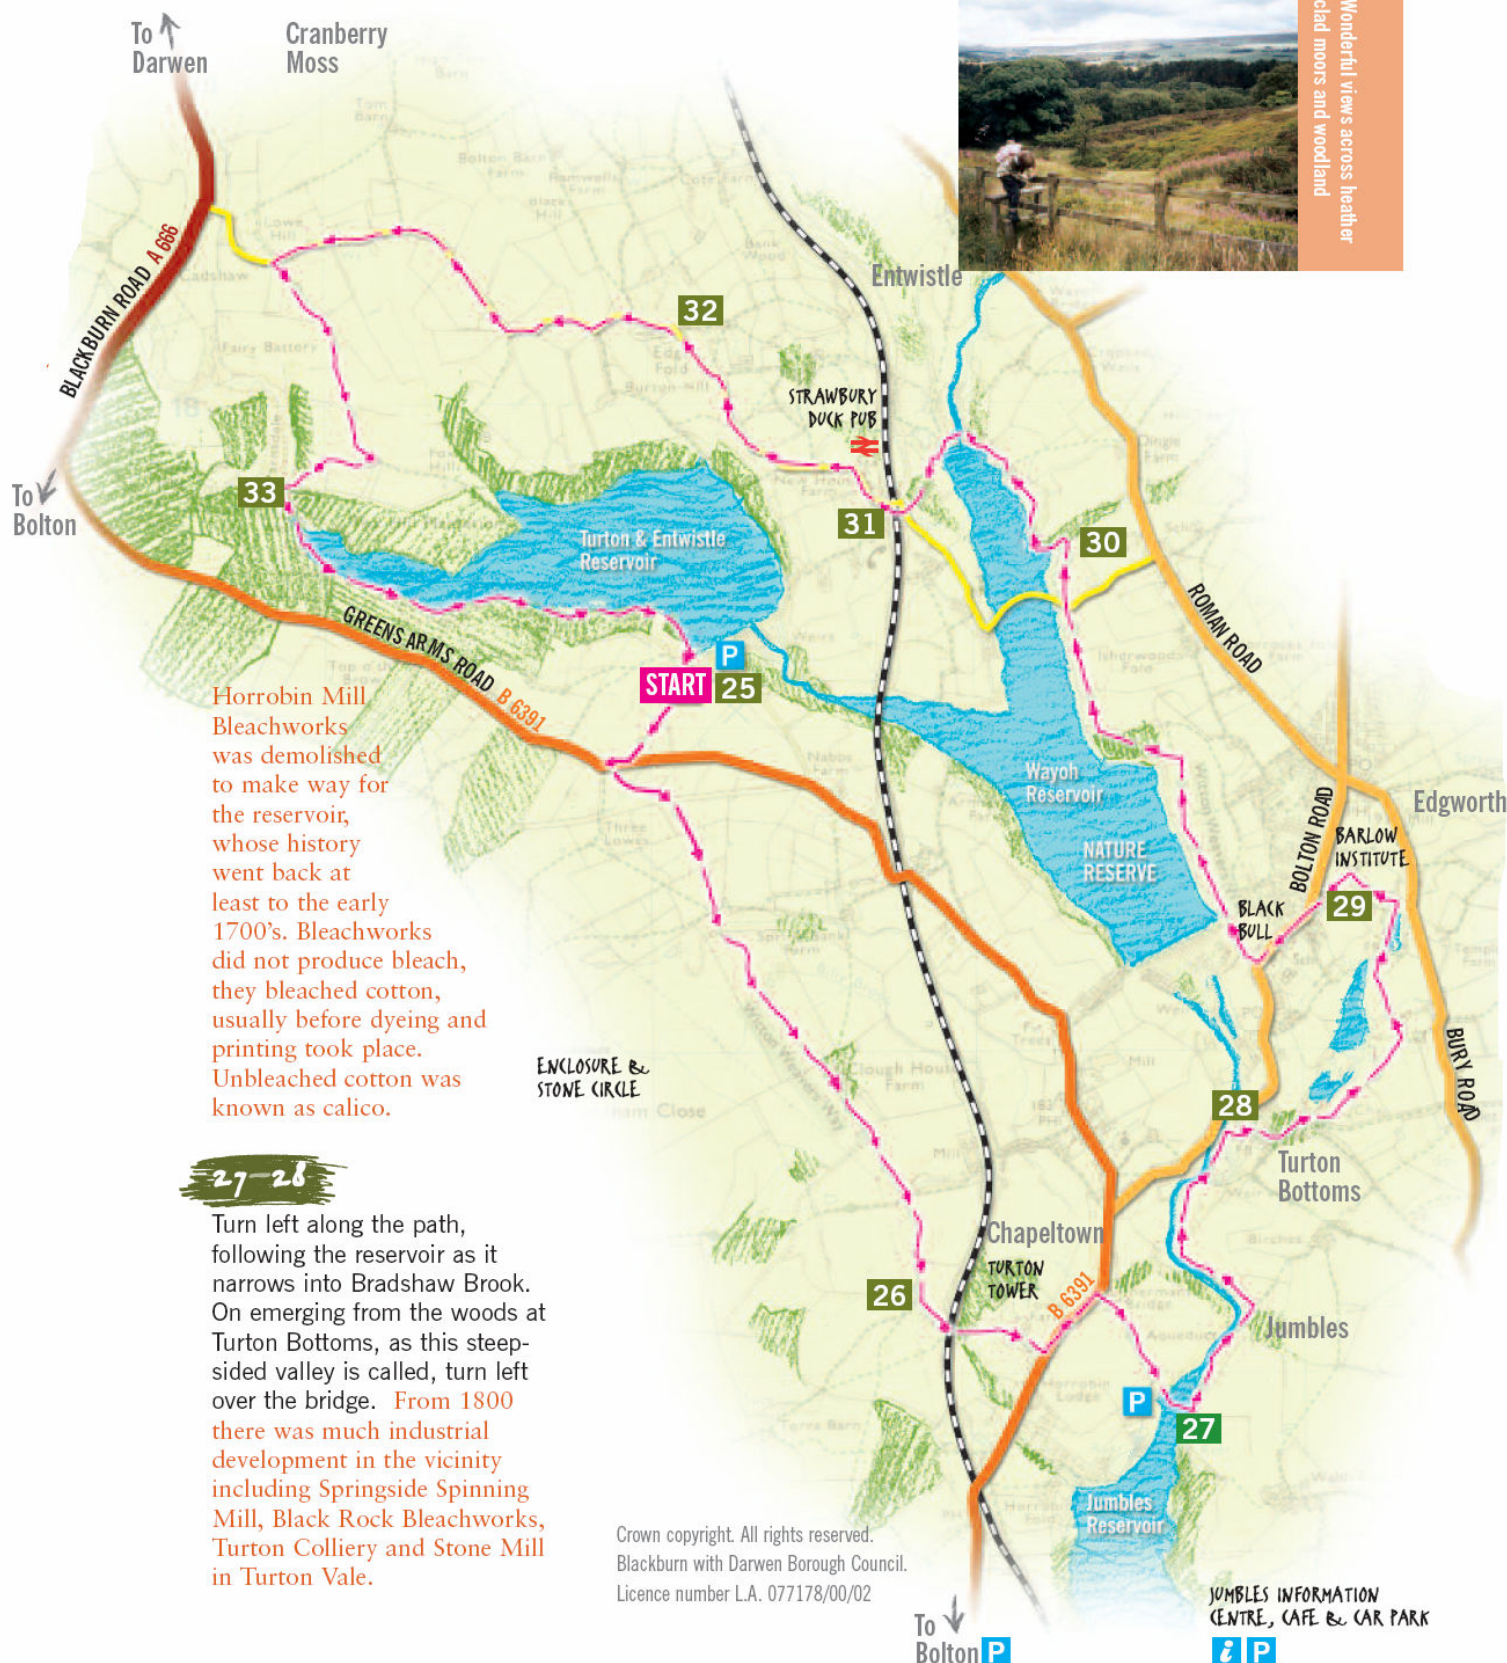 To
Darwen
Cranberry
Moss
Wonderful views across heather
clad moors and woodland
BLACKBURN ROAD A 666
Entwistle
32
STRAWBURY
DUCK PUB
To
Bolton
33
31
30
Turton & Entwistle
Reservoir
ROMAN ROAD
GREENS ARMS ROAD B 6391
P
START 25
Horrobin Mill
Bleachworks
was demolished
to make way for
the reservoir,
whose history
went back at
least to the early
1700's. Bleachworks
did not produce bleach,
they bleached cotton,
usually before dyeing and
printing took place.
Unbleached cotton was
known as calico.
Wayoh
Reservoir
NATURE
RESERVE
Edgworth
BOLTON ROAD
BARLOW
INSTITUTE
29
BLACK
BULL
BURY ROAD
ENCLOSURE &
STONE CIRCLE
Clough House
Farm
28
Turton
Bottoms
27-28
Turn left along the path,
following the reservoir as it
narrows into Bradshaw Brook.
On emerging from the woods at
Turton Bottoms, as this steep-
sided valley is called, turn left
over the bridge. From 1800
there was much industrial
development in the vicinity
including Springside Spinning
Mill, Black Rock Bleachworks,
Turton Colliery and Stone Mill
in Turton Vale.
Chapeltown
TURTON
TOWER
26
B 6391
Jumbles
P
27
Jumbles
Reservoir
Crown copyright. All rights reserved.
Blackburn with Darwen Borough Council.
Licence number L.A. 077178/00/02
To
Bolton P
JUMBLES INFORMATION
CENTRE, CAFE & CAR PARK
i P